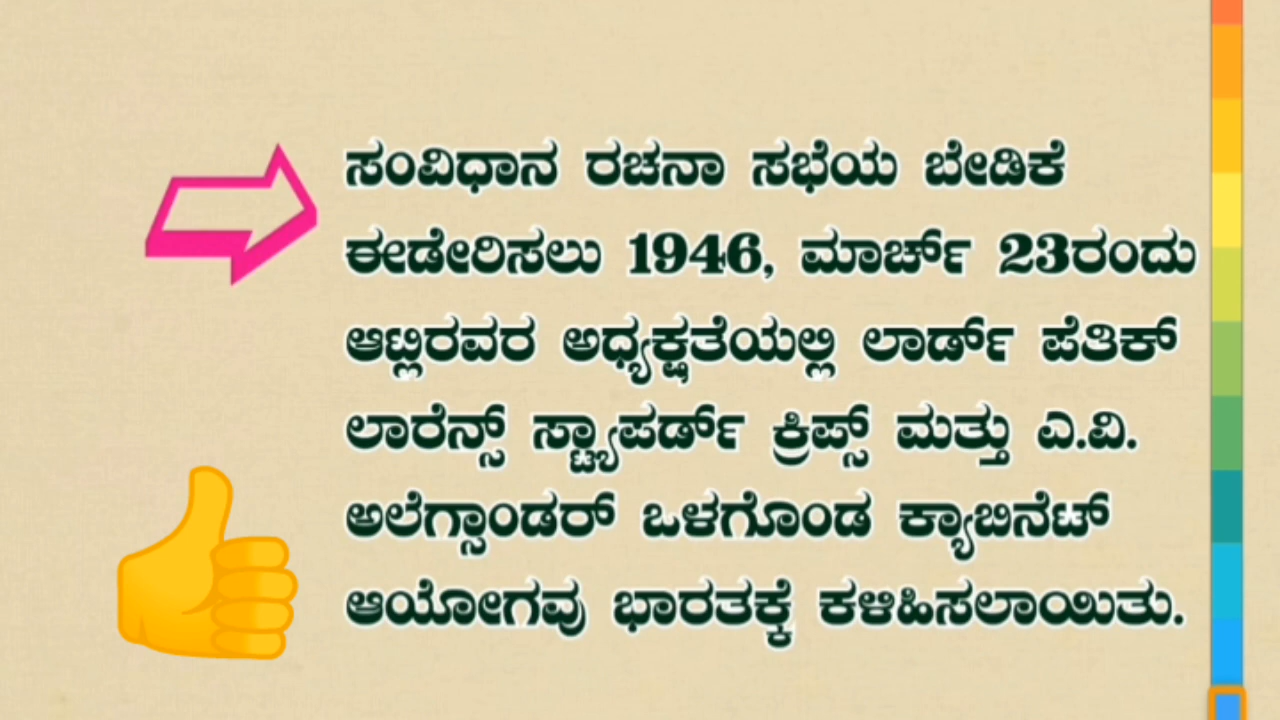 ಸಂವಿಧಾನ ರಚನಾ ಸಭೆಯ ಬೇಡಿಕೆ
ಈಡೇರಿಸಲು 1946, ಮಾರ್ಚ್ 23ರಂದು
ಆಟ್ಲಿರವರ ಅಧ್ಯಕ್ಷತೆಯಲ್ಲಿ ಲಾರ್ಡ್ ಪೆತಿಕ್
ಲಾರೆನ್ಸ್ ಸ್ಟ್ಯಾಪರ್ಡ್ ಕ್ರಿಪ್ಸ್ ಮತ್ತು ಎ.ವಿ.
ಅಲೆಗ್ಸಾಂಡರ್ ಒಳಗೊಂಡ ಕ್ಯಾಬಿನೆಟ್
ಆಯೋಗವು ಭಾರತಕ್ಕೆ ಕಳಿಹಿಸಲಾಯಿತು.